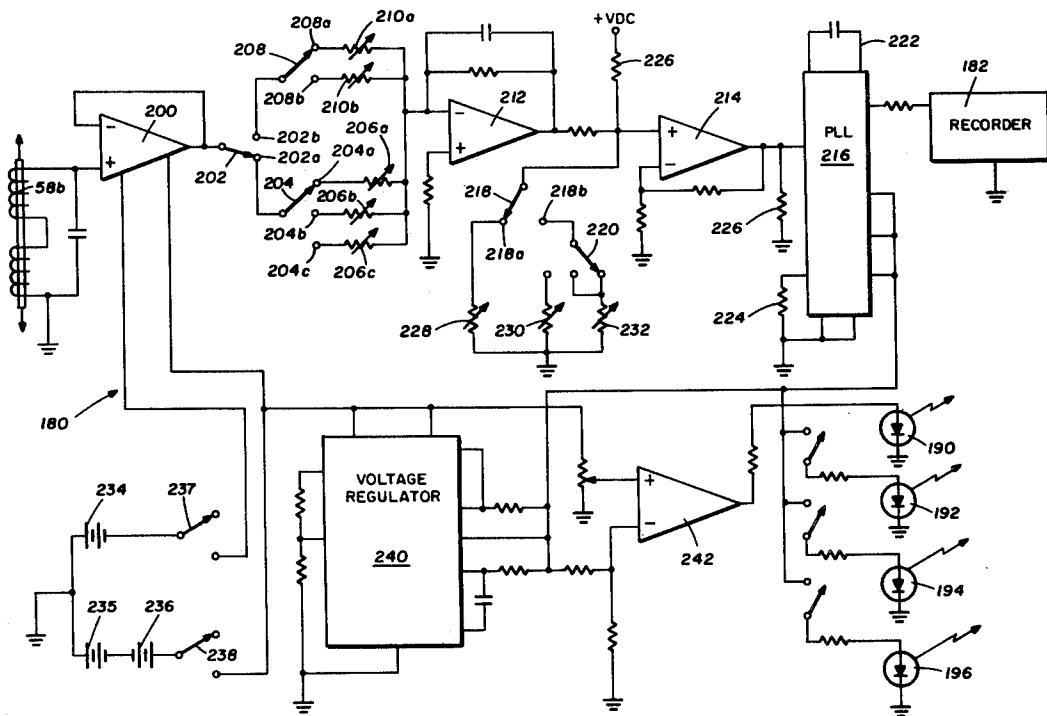 208a
210a
208
+VDC
222
182
RECORDER
226
200
208b
210b
212
214
PLL
216
202b
206a
202a
204a
202
204
206b
218
218b
58b
204b
220
226
204c
206c
218a
224
228
230
232
180
190
234
237
VOLTAGE
REGULATOR
192
240
242
235
236
194
238
196
+
-
+
-
+
-
+
-